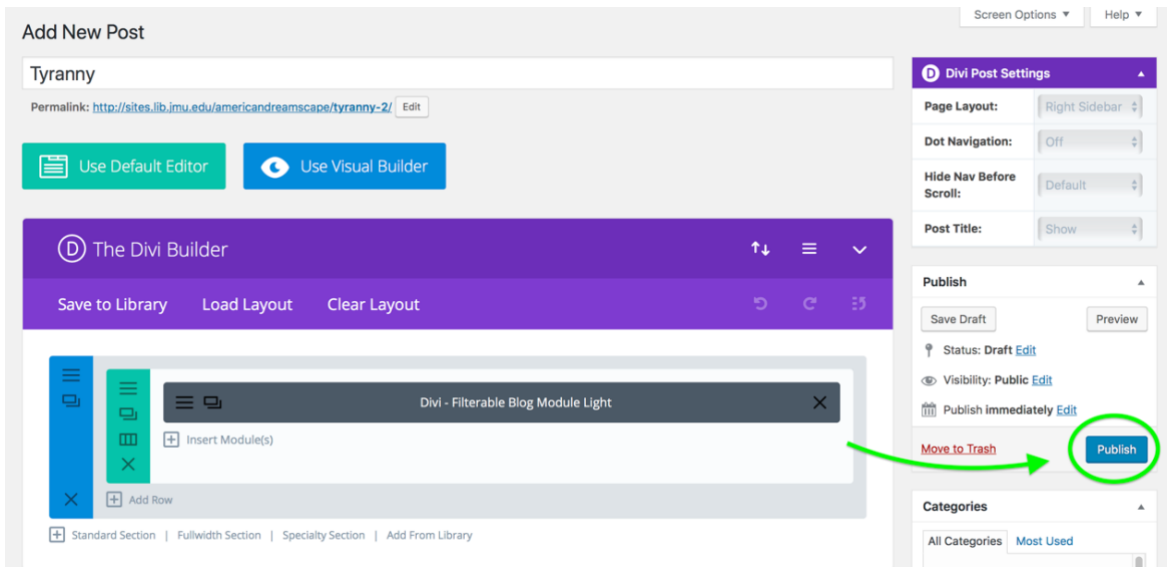 Screen Options ▼ Help ▼
Add New Post
Tyranny
Permalink: http://sites.lib.jmu.edu/americandreamscape/tyranny-2/ Edit
Use Default Editor
Use Visual Builder
D The Divi Builder
Save to Library Load Layout Clear Layout
Divi - Filterable Blog Module Light
Insert Module(s)
Add Row
Standard Section | Fullwidth Section | Specialty Section | Add From Library
D Divi Post Settings
Page Layout: Right Sidebar
Dot Navigation: Off
Hide Nav Before Scroll: Default
Post Title: Show
Publish
Save Draft Preview
Status: Draft Edit
Visibility: Public Edit
Publish immediately Edit
Move to Trash Publish
Categories
All Categories Most Used